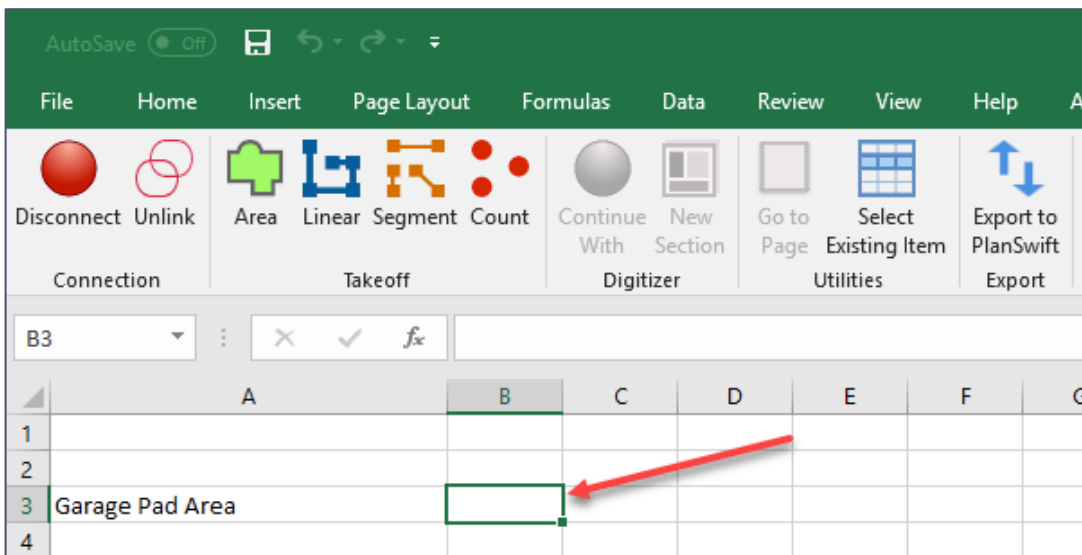 AutoSave Off
File Home Insert Page Layout Formulas Data Review View Help A
Disconnect Unlink Area Linear Segment Count Continue With New Section Go to Page Select Existing Item Export to PlanSwift
Connection Takeoff Digitizer Utilities Export
B3 fx
A B C D E F G
1
2
3 Garage Pad Area
4